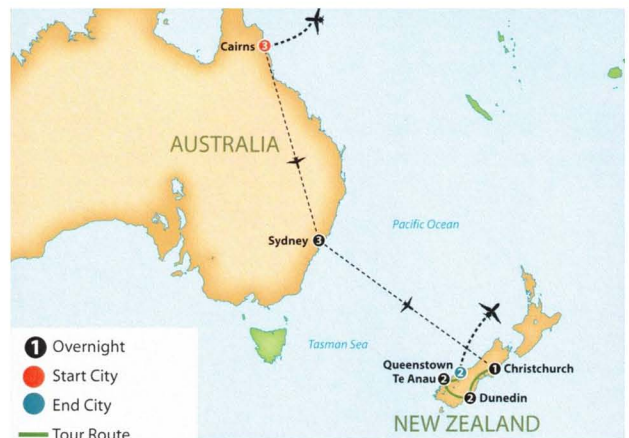 Cairns 3
AUSTRALIA
Sydney 3
Pacific Ocean
Tasman Sea
Queenstown 2
Te Anau 2
1 Christchurch
2 Dunedin
NEW ZEALAND
1 Overnight
Start City
End City
Tour Route